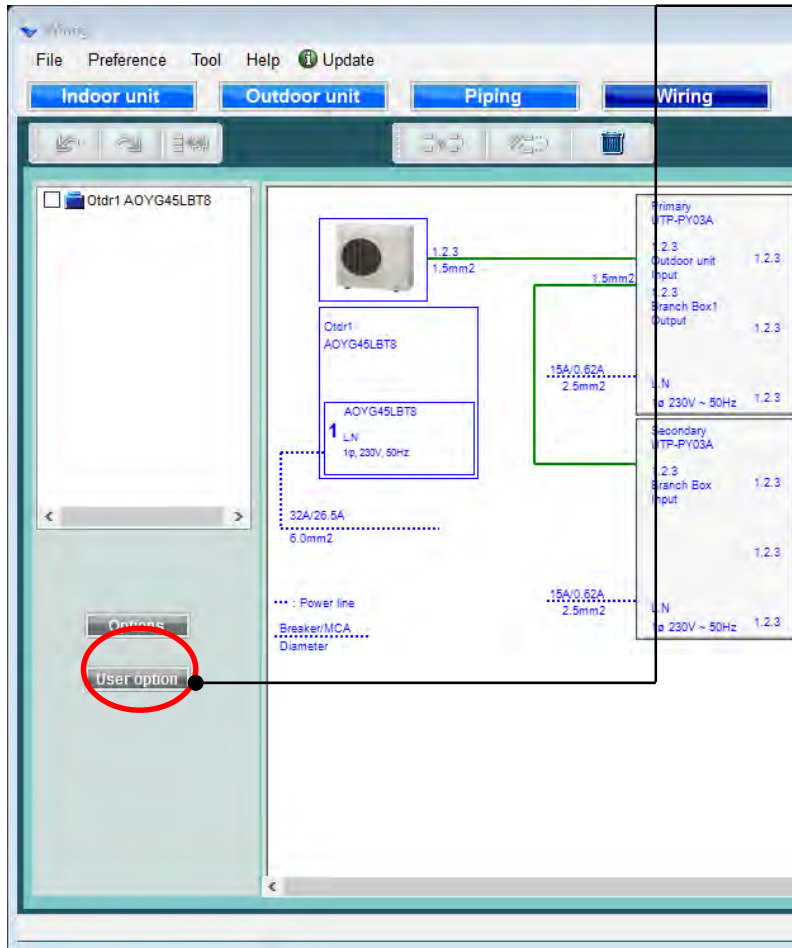 Wiring
File Preference Tool Help Update
Indoor unit Outdoor unit Piping Wiring
Otdr1 AOYG45LBT8
1.2.3
1.5mm2
Otdr1
AOYG45LBT8
AOYG45LBT8
1 L.N
1φ, 230V, 50Hz
32A/26.5A
6.0mm2
: Power line
Breaker/MCA
Diameter
1.5mm2
15A/0.62A
2.5mm2
15A/0.62A
2.5mm2
Primary
UTP-PY03A
1.2.3
Outdoor unit
Input
1.2.3
Branch Box1
Output
L.N
1ø 230V ~ 50Hz
1.2.3
1.2.3
1.2.3
Secondary
UTP-PY03A
1.2.3
Branch Box
Input
L.N
1ø 230V ~ 50Hz
1.2.3
1.2.3
1.2.3
Options
User option